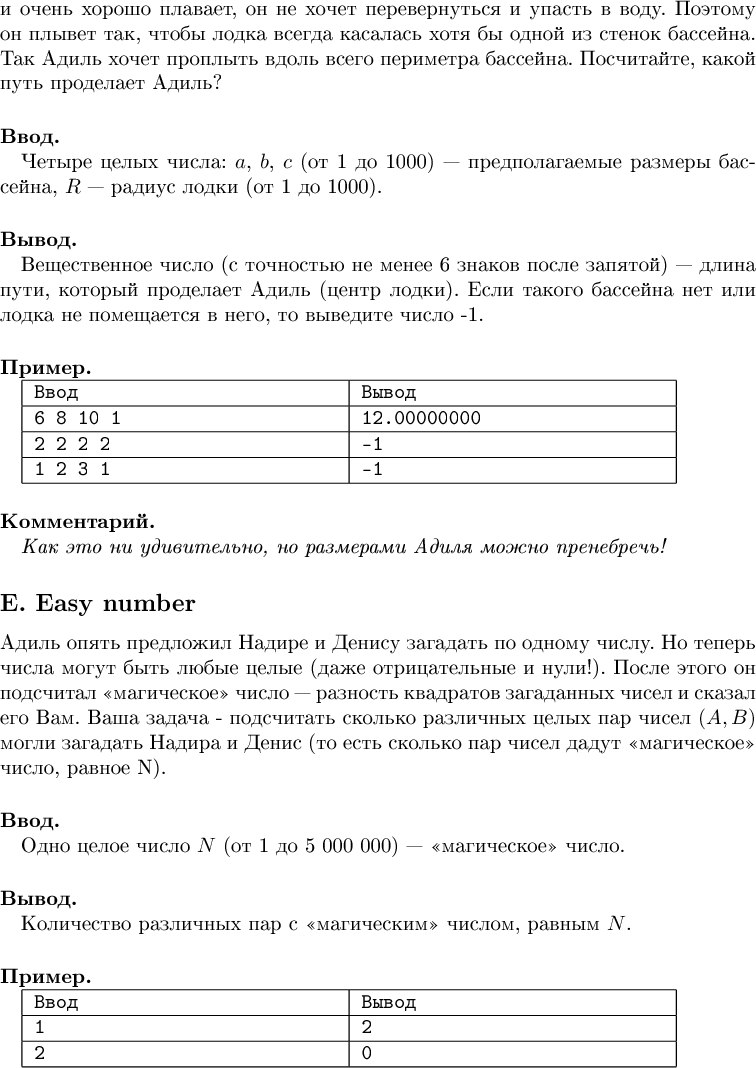 и очень хорошо плавает, он не хочет перевернуться и упасть в воду. Поэтому
он плывет так, чтобы лодка всегда касалась хотя бы одной из стенок бассейна.
Так Адиль хочет проплыть вдоль всего периметра бассейна. Посчитайте, какой
путь проделает Адиль?
Ввод.
Четыре целых числа: a, b, c (от 1 до 1000) — предполагаемые размеры бас-
сейна, R — радиус лодки (от 1 до 1000).
Вывод.
Вещественное число (с точностью не менее 6 знаков после запятой) — длина
пути, который проделает Адиль (центр лодки). Если такого бассейна нет или
лодка не помещается в него, то выведите число -1.
Пример.
Ввод Вывод
6 8 10 1 12.00000000
2 2 2 2 -1
1 2 3 1 -1
Комментарий.
Как это ни удивительно, но размерами Адиля можно пренебречь!
E. Easy number
Адиль опять предложил Надире и Денису загадать по одному числу. Но теперь
числа могут быть любые целые (даже отрицательные и нули!). После этого он
подсчитал «магическое» число — разность квадратов загаданных чисел и сказал
его Вам. Ваша задача - подсчитать сколько различных целых пар чисел (A, B)
могли загадать Надира и Денис (то есть сколько пар чисел дадут «магическое»
число, равное N).
Ввод.
Одно целое число N (от 1 до 5 000 000) — «магическое» число.
Вывод.
Количество различных пар с «магическим» числом, равным N.
Пример.
Ввод Вывод
1 2
2 0